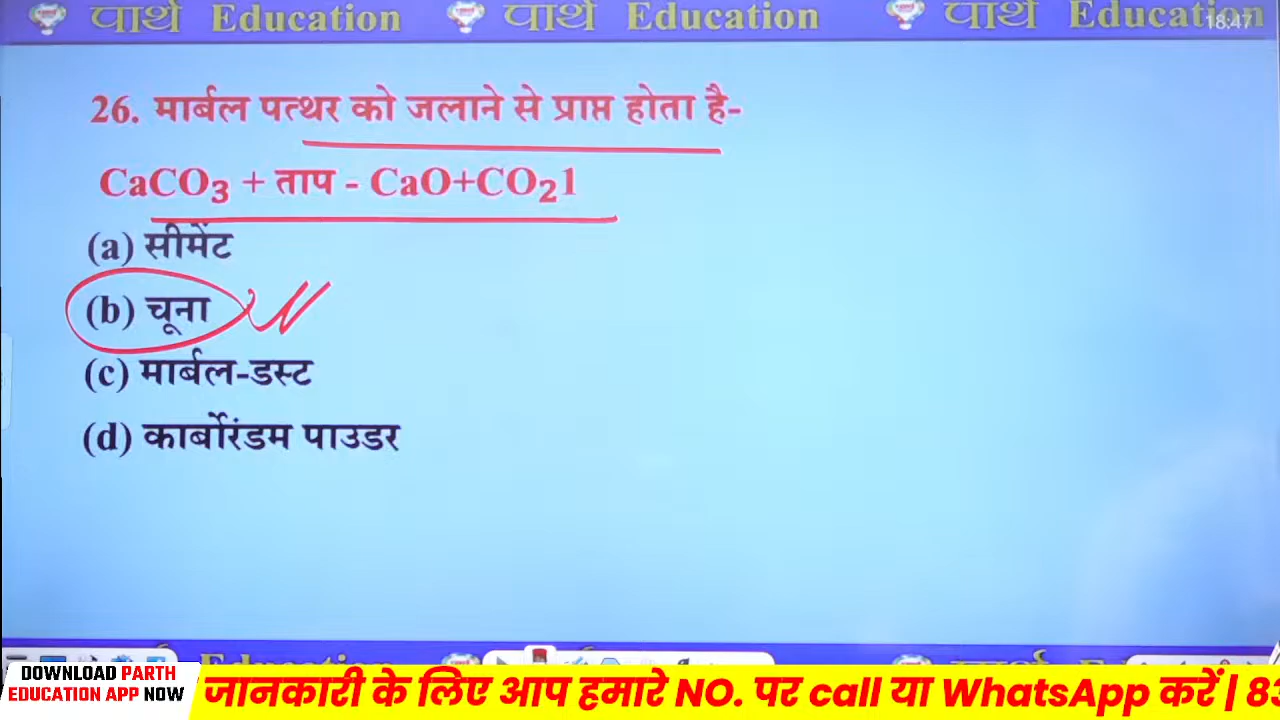 पार्थ Education पार्थ Education पार्थ Education
18:47
26. मार्बल पत्थर को जलाने से प्राप्त होता है-
CaCO₃ + ताप - CaO+CO₂1
(a) सीमेंट
(b) चूना
(c) मार्बल-डस्ट
(d) कार्बोरंडम पाउडर
Education
DOWNLOAD PARTH
EDUCATION APP NOW
जानकारी के लिए आप हमारे NO. पर call या WhatsApp करें | 83